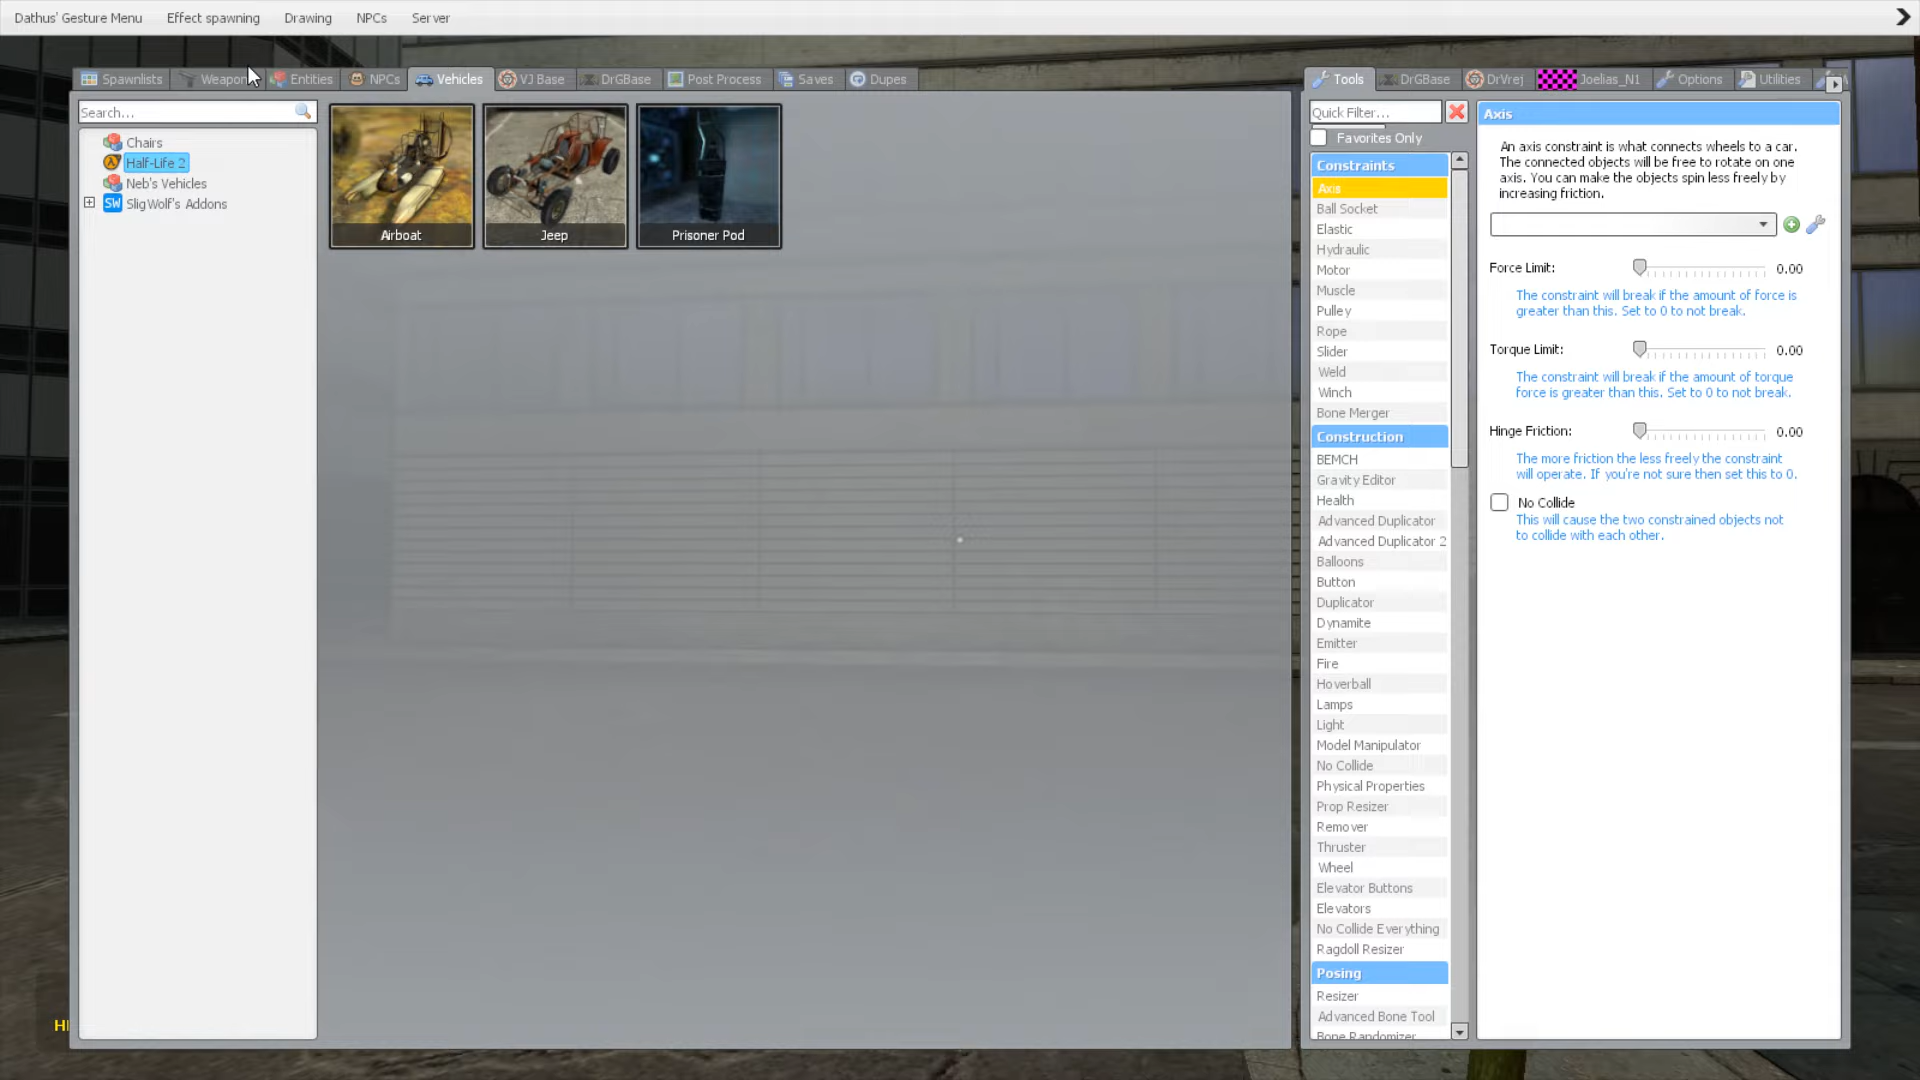 Dathus' Gesture Menu Effect spawning Drawing NPCs Server
Spawnlists Weapon Entities NPCs Vehicles VJ Base DrGBase Post Process Saves Dupes
Search...
Chairs
Half-Life 2
Neb's Vehicles
SW SligWolf's Addons
Airboat
Jeep
Prisoner Pod
Tools DrGBase DrVrej Joelias_N1 Options Utilities
Quick Filter...
Favorites Only
Constraints
Axis
Ball Socket
Elastic
Hydraulic
Motor
Muscle
Pulley
Rope
Slider
Weld
Winch
Bone Merger
Construction
BEMCH
Gravity Editor
Health
Advanced Duplicator
Advanced Duplicator 2
Balloons
Button
Duplicator
Dynamite
Emitter
Fire
Hoverball
Lamps
Light
Model Manipulator
No Collide
Physical Properties
Prop Resizer
Remover
Thruster
Wheel
Elevator Buttons
Elevators
No Collide Everything
Ragdoll Resizer
Posing
Resizer
Advanced Bone Tool
Bone Randomizer
Axis
An axis constraint is what connects wheels to a car.
The connected objects will be free to rotate on one
axis. You can make the objects spin less freely by
increasing friction.
Force Limit: 0.00
The constraint will break if the amount of force is
greater than this. Set to 0 to not break.
Torque Limit: 0.00
The constraint will break if the amount of torque
force is greater than this. Set to 0 to not break.
Hinge Friction: 0.00
The more friction the less freely the constraint
will operate. If you're not sure then set this to 0.
No Collide
This will cause the two constrained objects not
to collide with each other.